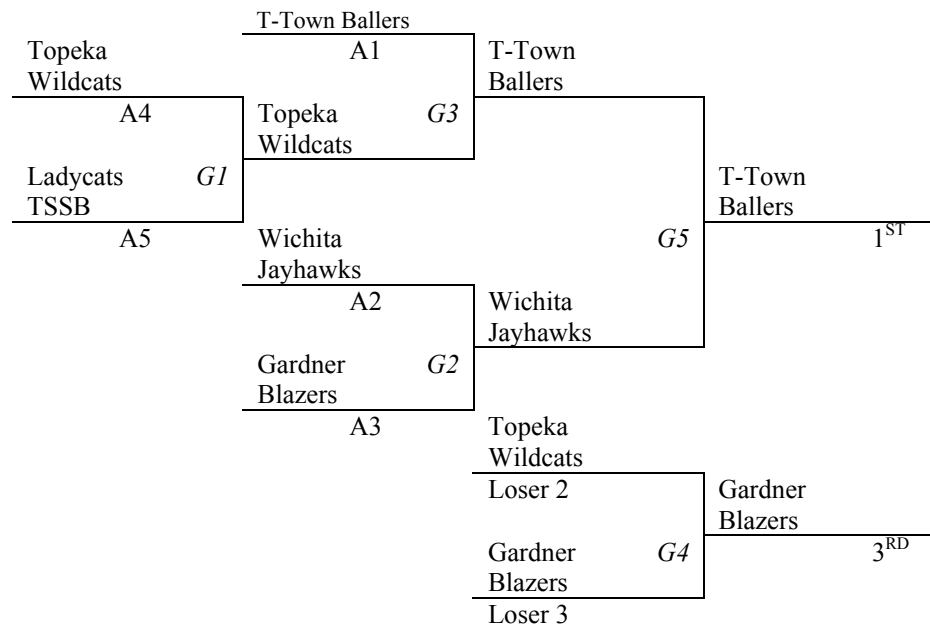 T-Town Ballers
A1
Topeka
Wildcats
A4
T-Town
Ballers
Topeka
Wildcats
G3
Ladycats
TSSB
G1
A5
T-Town
Ballers
1ST
Wichita
Jayhawks
A2
G5
Wichita
Jayhawks
Gardner
Blazers
G2
A3
Topeka
Wildcats
Loser 2
Gardner
Blazers
3RD
Gardner
Blazers
G4
Loser 3